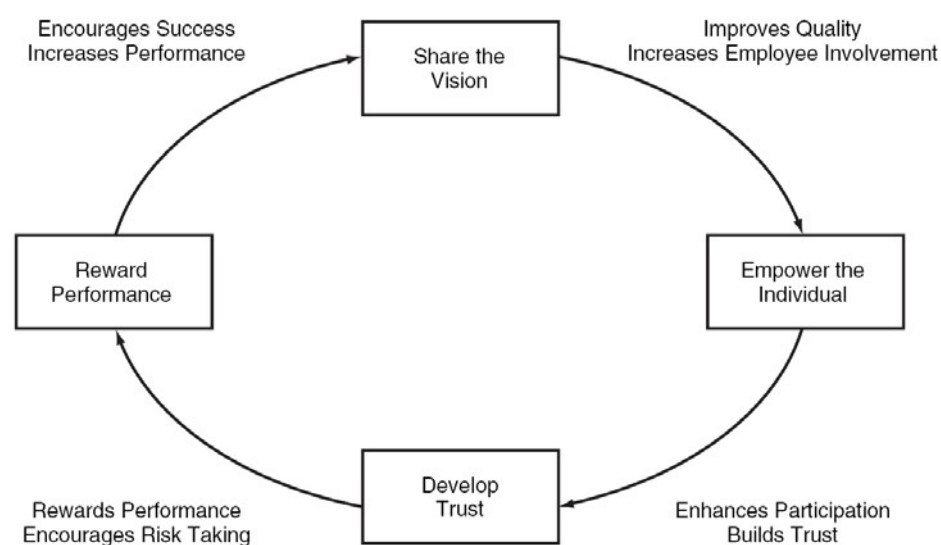 Encourages Success
Increases Performance
Share the
Vision
Improves Quality
Increases Employee Involvement
Reward
Performance
Empower the
Individual
Rewards Performance
Encourages Risk Taking
Develop
Trust
Enhances Participation
Builds Trust